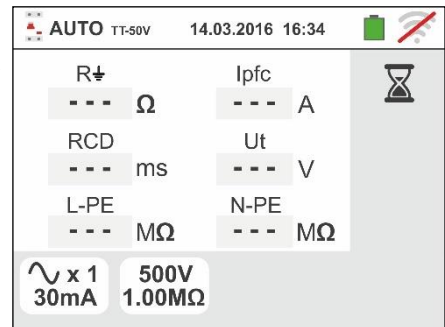 AUTO TT-50V 14.03.2016 16:34
R⏚ Ipfc
- - - Ω - - - A
RCD Ut
- - - ms - - - V
L-PE N-PE
- - - MΩ - - - MΩ
∿ x 1 500V
30mA 1.00MΩ